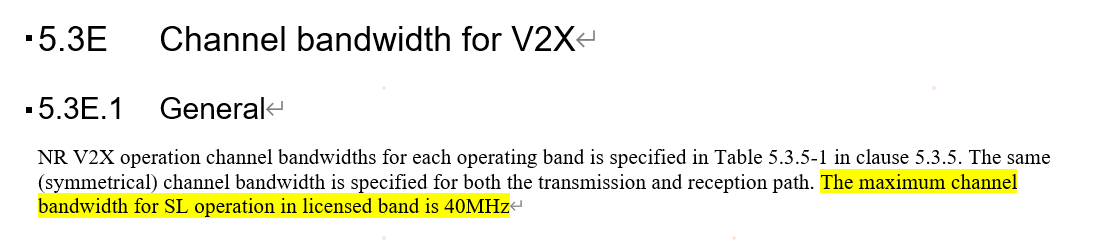 5.3E Channel bandwidth for V2X
5.3E.1 General
NR V2X operation channel bandwidths for each operating band is specified in Table 5.3.5-1 in clause 5.3.5. The same
(symmetrical) channel bandwidth is specified for both the transmission and reception path. The maximum channel
bandwidth for SL operation in licensed band is 40MHz